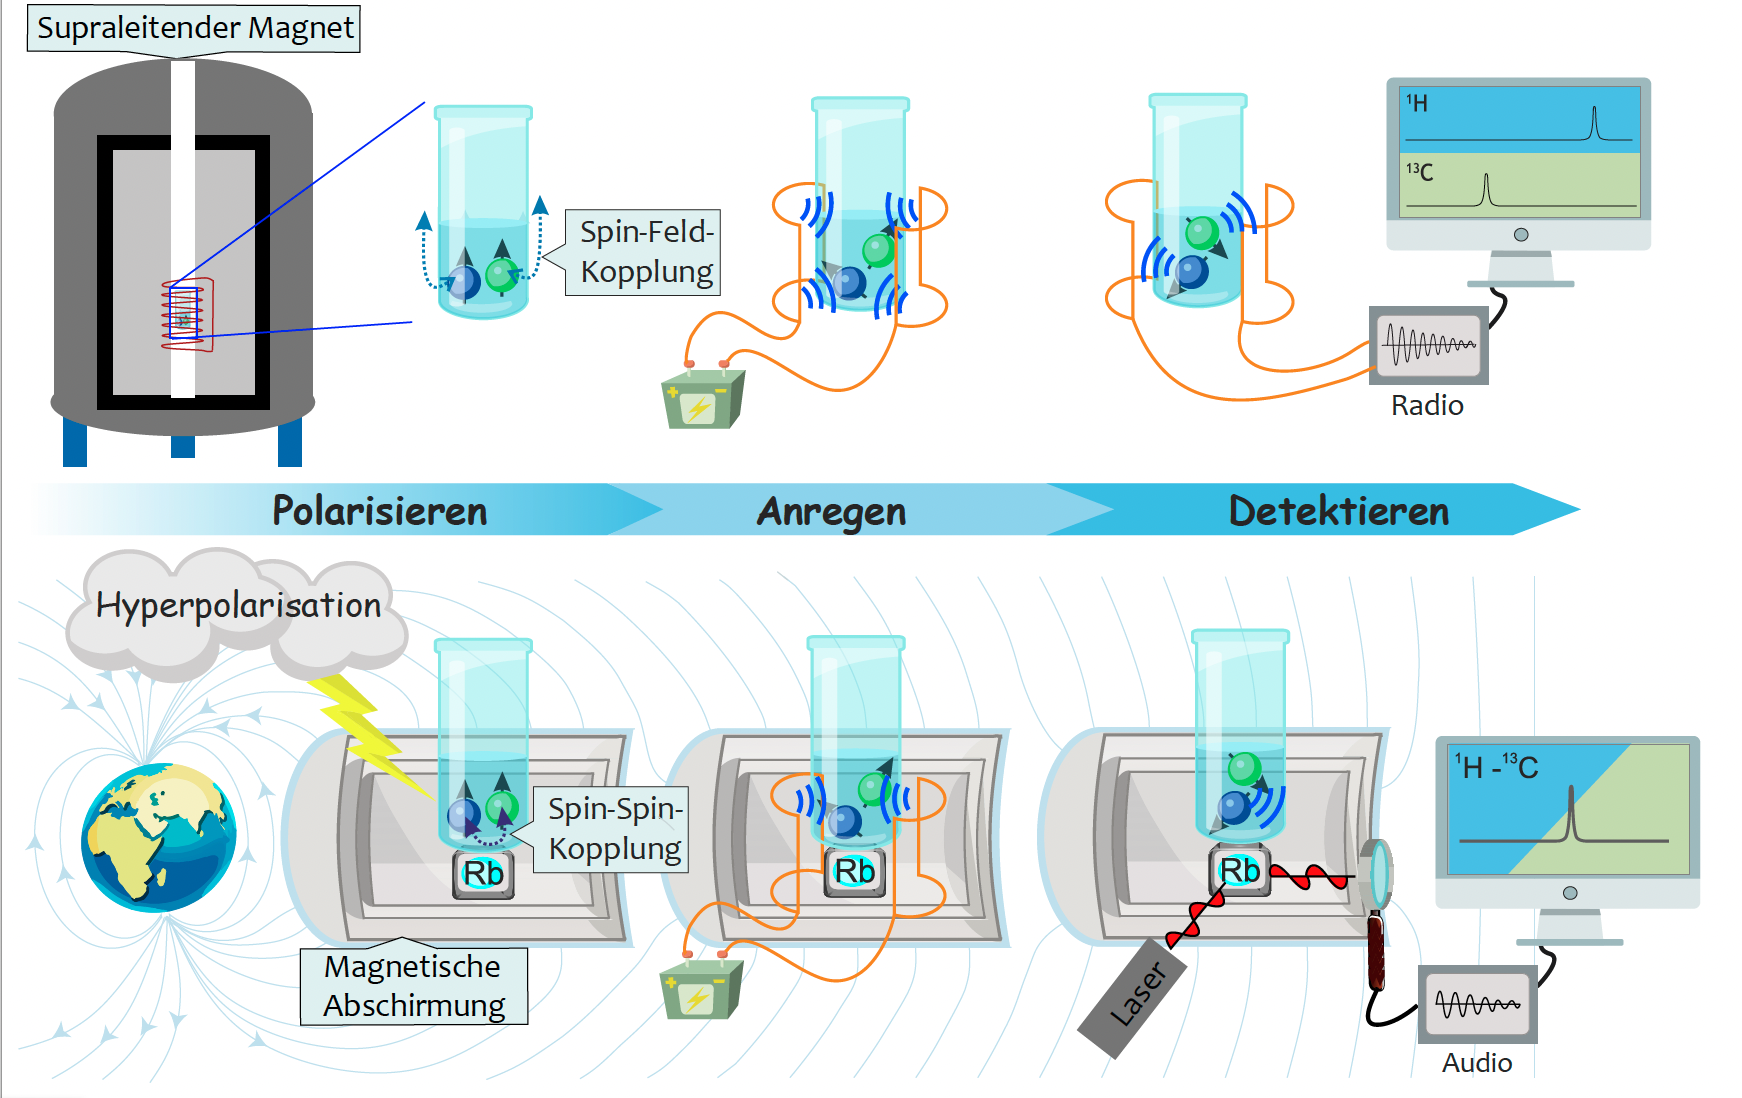 Supraleitender Magnet
Spin-Feld-
Kopplung
¹H
¹³C
+ -
Radio
Polarisieren
Anregen
Detektieren
Hyperpolarisation
Spin-Spin-
Kopplung
¹H -¹³C
Rb
Rb
Rb
Magnetische
Abschirmung
+ -
Laser
Audio